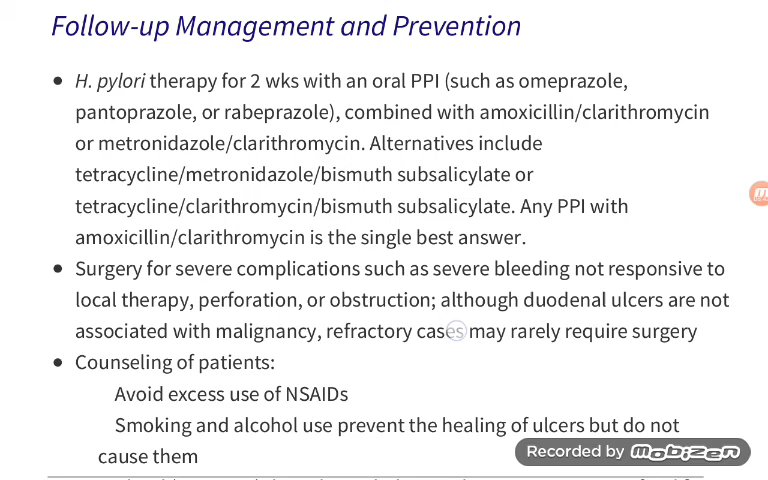 Follow-up Management and Prevention
• H. pylori therapy for 2 wks with an oral PPI (such as omeprazole,
pantoprazole, or rabeprazole), combined with amoxicillin/clarithromycin
or metronidazole/clarithromycin. Alternatives include
tetracycline/metronidazole/bismuth subsalicylate or
tetracycline/clarithromycin/bismuth subsalicylate. Any PPI with
amoxicillin/clarithromycin is the single best answer.
• Surgery for severe complications such as severe bleeding not responsive to
local therapy, perforation, or obstruction; although duodenal ulcers are not
associated with malignancy, refractory cases may rarely require surgery
• Counseling of patients:
Avoid excess use of NSAIDs
Smoking and alcohol use prevent the healing of ulcers but do not
cause them
Recorded by mobizen